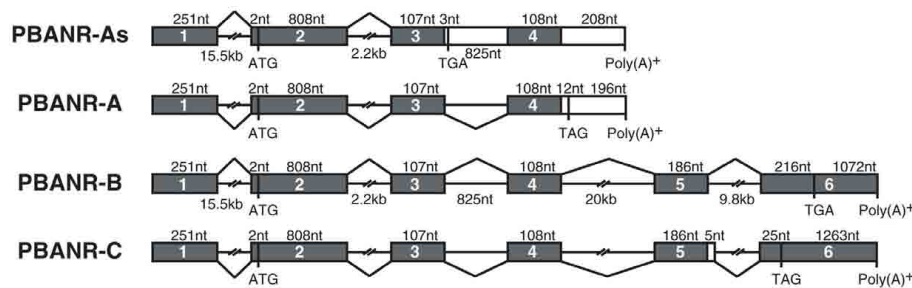 251nt 2nt 808nt 107nt 3nt 108nt 208nt
PBANR-As 1 2 3 4
15.5kb ATG 2.2kb TGA 825nt Poly(A)+
251nt 2nt 808nt 107nt 108nt 12nt 196nt
PBANR-A 1 2 3 4
ATG TAG Poly(A)+
251nt 2nt 808nt 107nt 108nt 186nt 216nt 1072nt
PBANR-B 1 2 3 4 5 6
15.5kb ATG 2.2kb 825nt 20kb 9.8kb TGA Poly(A)+
251nt 2nt 808nt 107nt 108nt 186nt 5nt 25nt 1263nt
PBANR-C 1 2 3 4 5 6
ATG TAG Poly(A)+